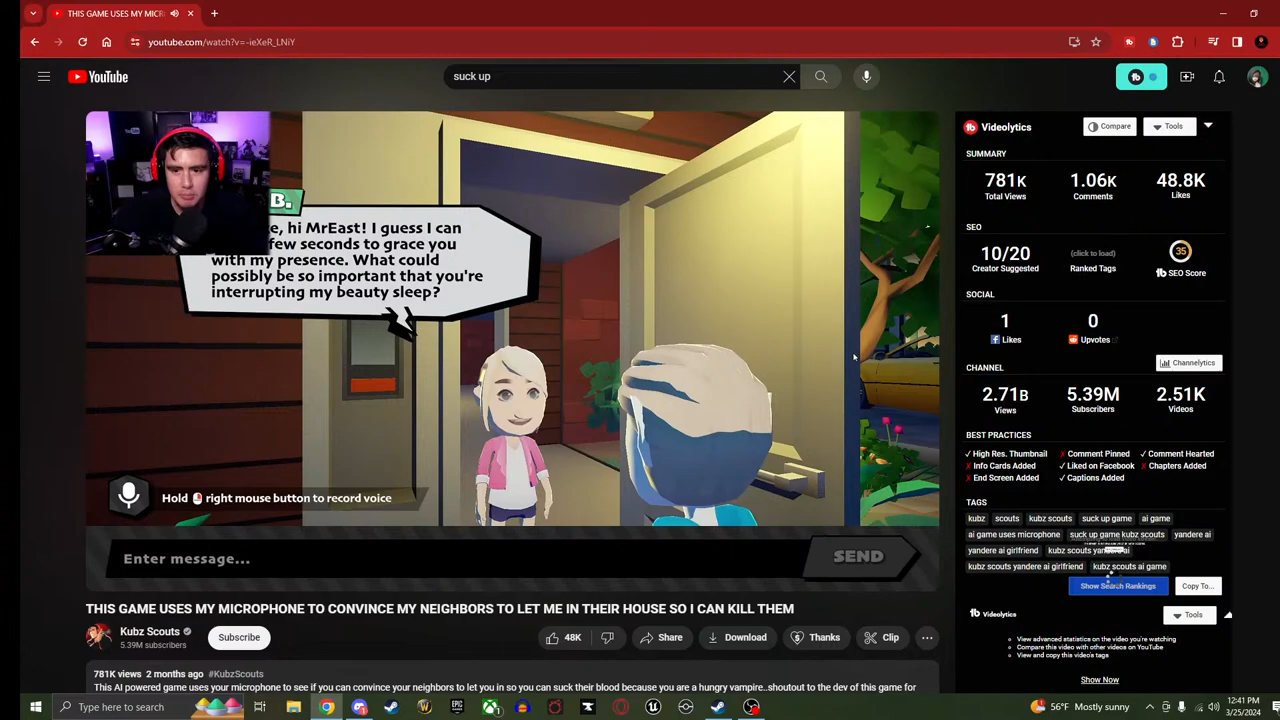 THIS GAME USES MY MICR
youtube.com/watch?v=-ieXeR_LNiY
YouTube
suck up
B.
hi MrEast! I guess I can
few seconds to grace you
with my presence. What could
possibly be so important that you're
interrupting my beauty sleep?
Hold right mouse button to record voice
Enter message...
SEND
THIS GAME USES MY MICROPHONE TO CONVINCE MY NEIGHBORS TO LET ME IN THEIR HOUSE SO I CAN KILL THEM
Kubz Scouts
5.39M subscribers
Subscribe
48K
Share
Download
Thanks
Clip
781K views 2 months ago #KubzScouts
This AI powered game uses your microphone to see if you can convince your neighbors to let you in so you can suck their blood because you are a hungry vampire..shoutout to the dev of this game for
Videolytics
Compare
Tools
SUMMARY
781K 1.06K 48.8K
Total Views Comments Likes
SEO
10/20 (click to load) 35
Creator Suggested Ranked Tags tb SEO Score
SOCIAL
1 0
Likes Upvotes
CHANNEL
Channelytics
2.71B 5.39M 2.51K
Views Subscribers Videos
BEST PRACTICES
✓ High Res. Thumbnail ✗ Comment Pinned ✓ Comment Hearted
✗ Info Cards Added ✓ Liked on Facebook ✗ Chapters Added
✗ End Screen Added ✓ Captions Added
TAGS
kubz scouts kubz scouts suck up game ai game
ai game uses microphone suck up game kubz scouts yandere ai
yandere ai girlfriend kubz scouts yandere ai
kubz scouts yandere ai girlfriend kubz scouts ai game
Show Search Rankings
Copy To...
Videolytics
Tools
View advanced statistics on the video you're watching
Compare this video with other videos on YouTube
View and copy this video's tags
Show Now
Type here to search
56°F Mostly sunny
12:41 PM
3/25/2024